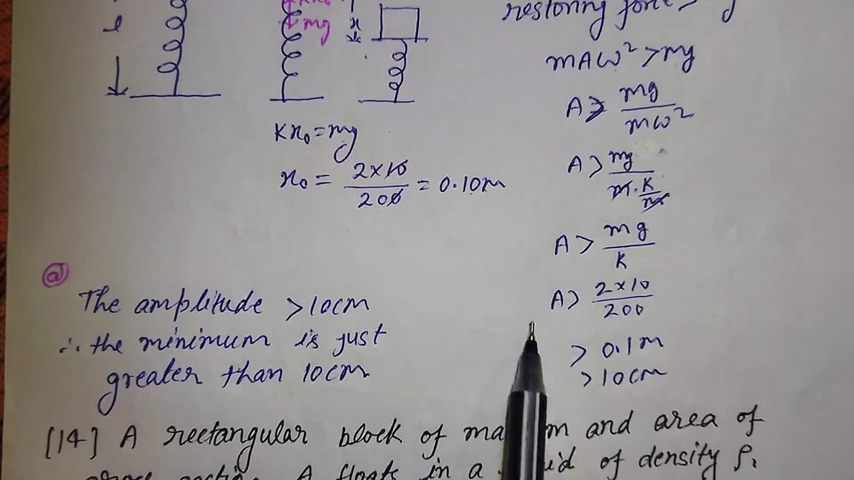 l
mg
x
restoring force > mg
mAω² > mg
A > mg/mω²
A > mg/m·k/m
A > mg/k
A > 2×10/200
> 0.1m
> 10cm
Kx₀ = mg
x₀ = 2×10/200 = 0.10m
a
The amplitude > 10cm
∴ the minimum is just
greater than 10cm
[14] A rectangular block of m and area of
A floats in a of density ρ.